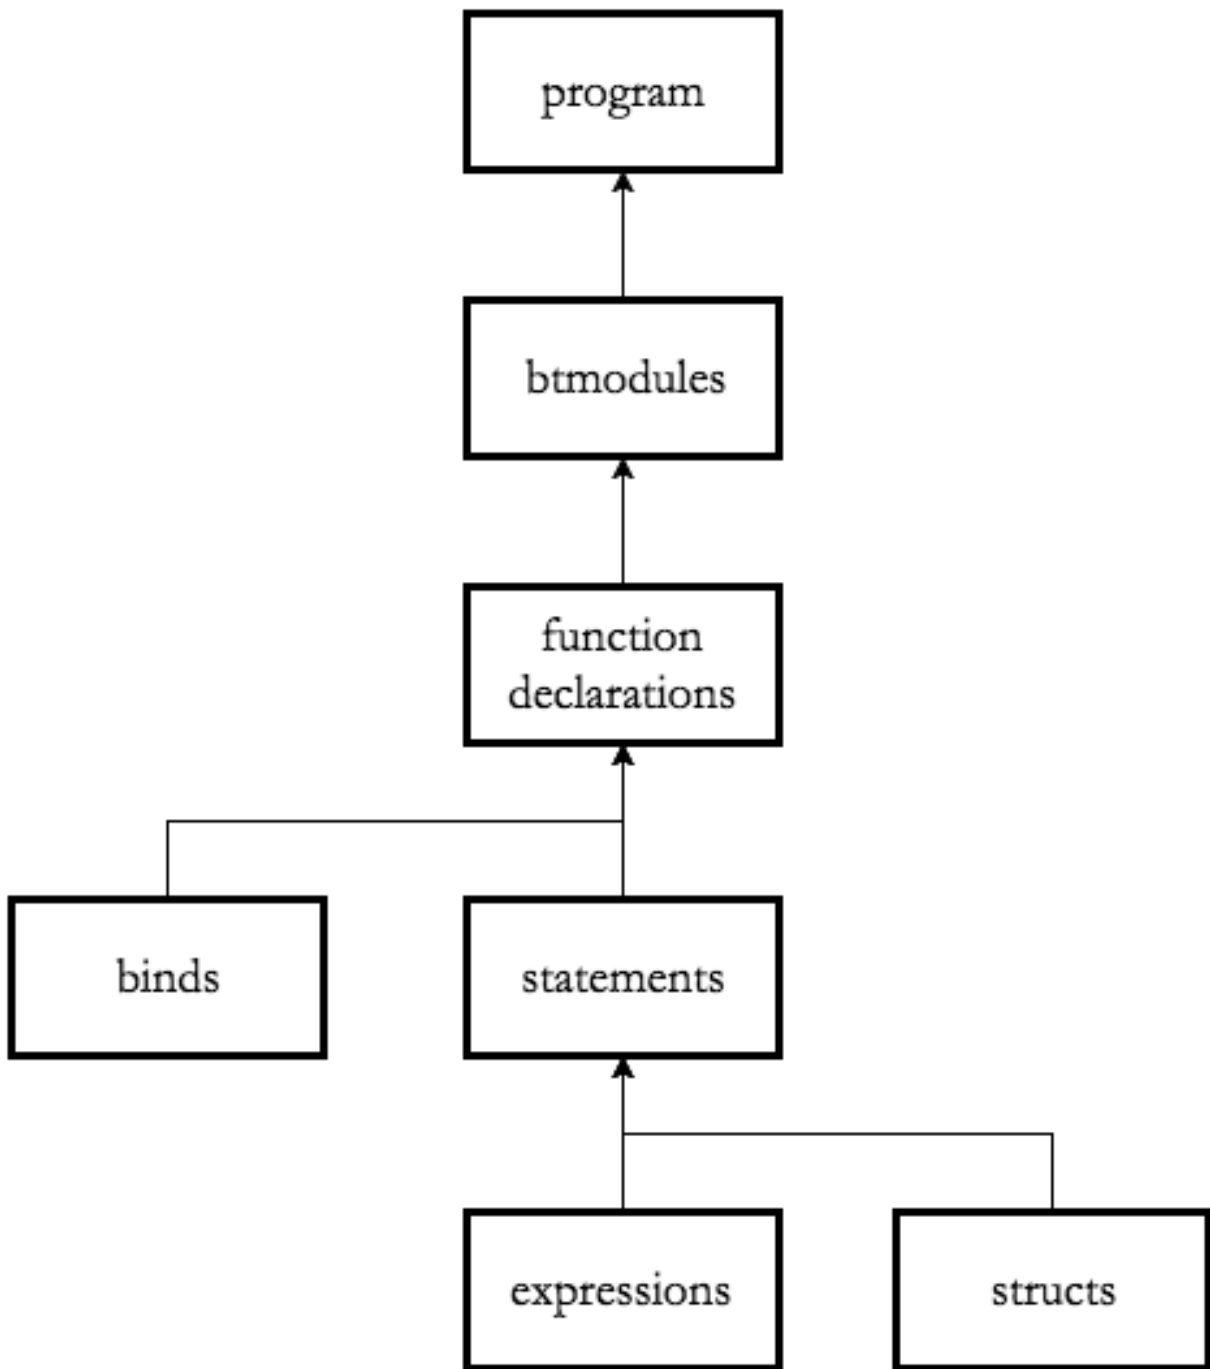 program
btmodules
function
declarations
binds
statements
expressions
structs